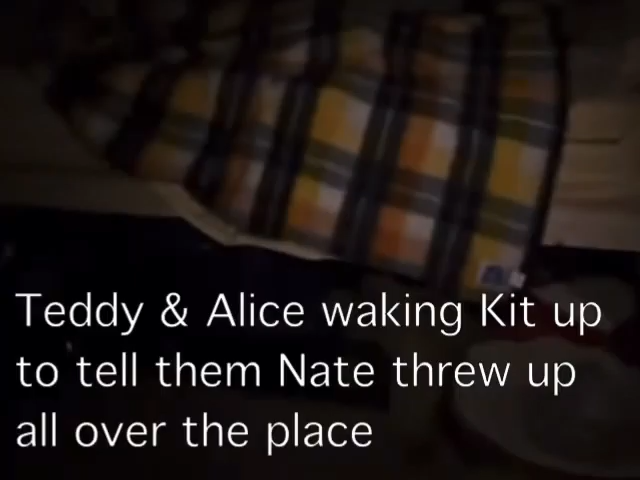 Teddy & Alice waking Kit up
to tell them Nate threw up
all over the place